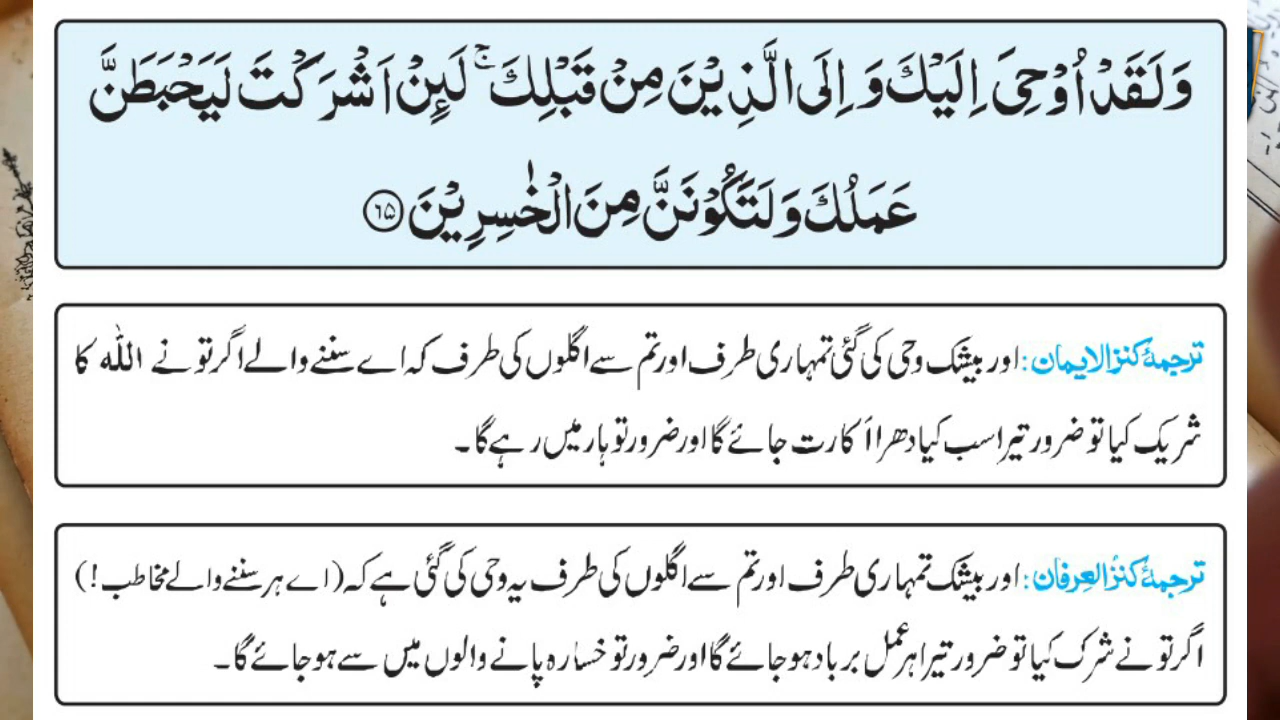 وَ لَقَدْ اُوْحِیَ اِلَیْكَ وَ اِلَى الَّذِیْنَ مِنْ قَبْلِكَۚ لَىٕنْ اَشْرَكْتَ لَیَحْبَطَنَّ
عَمَلُكَ وَ لَتَكُوْنَنَّ مِنَ الْخٰسِرِیْنَ ﴿۶۵﴾
ترجمۂ کنزالایمان: اور بیشک وحی کی گئی تمہاری طرف اور تم سے اگلوں کی طرف کہ اے سننے والے اگر تو نے اللہ کا
شریک کیا تو ضرور تیرا سب کیا دھرا اَکارت جائے گا اور ضرور تو ہار میں رہے گا۔
ترجمۂ کنزُالعِرفان: اور بیشک تمہاری طرف اور تم سے اگلوں کی طرف یہ وحی کی گئی ہے کہ (اے ہر سننے والے مخاطب!)
اگر تو نے شرک کیا تو ضرور تیرا ہر عمل برباد ہو جائے گا اور ضرور تو خسارہ پانے والوں میں سے ہو جائے گا۔